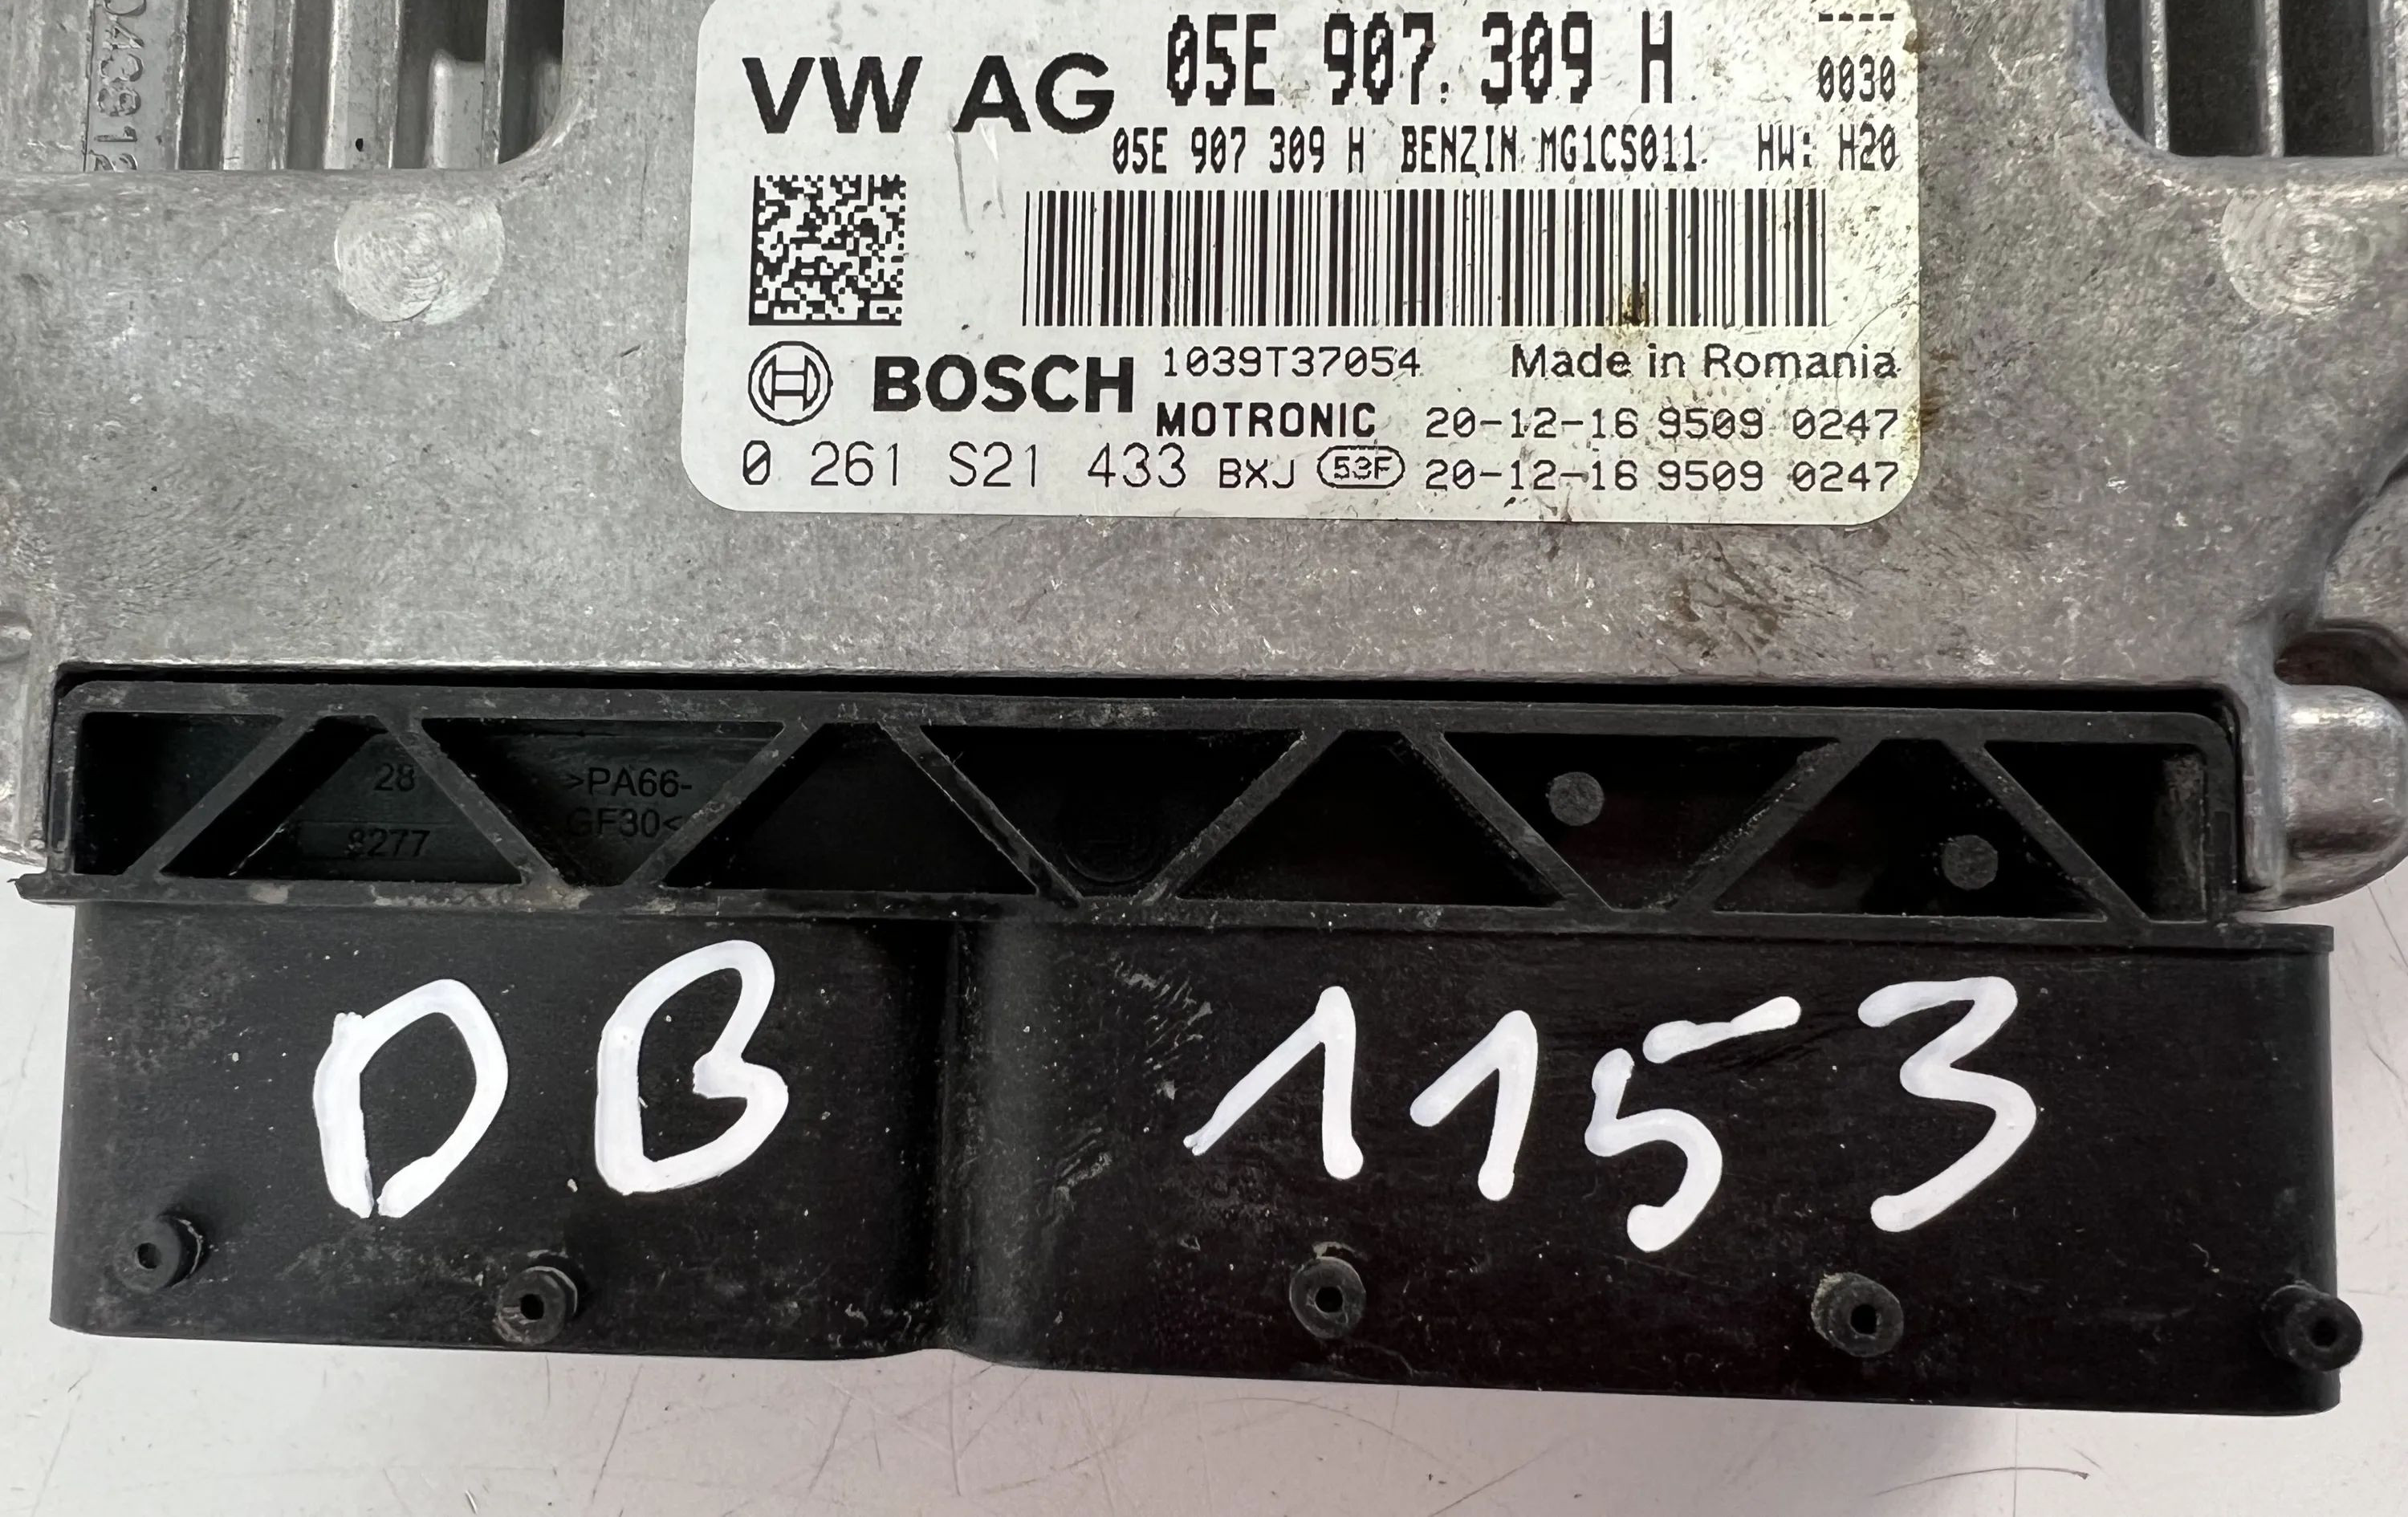 VW AG 05E 907 309 H ----
0030
05E 907 309 H BENZIN MG1CS011 HW: H20
BOSCH 1039T37054 Made in Romania
MOTRONIC 20-12-16 9509 0247
0 261 S21 433 BXJ 53F 20-12-16 9509 0247
28 >PA66-
8277 GF30<
DB 1153